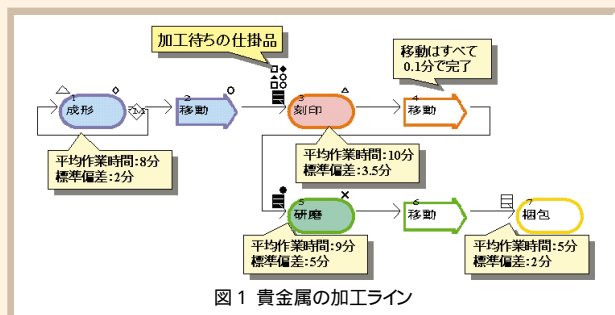 加工待ちの仕掛品
移動はすべて
0.1分で完了
1
成形
2
移動
3
刻印
4
移動
平均作業時間:8分
標準偏差:2分
平均作業時間:10分
標準偏差:3.5分
5
研磨
6
移動
7
梱包
平均作業時間:9分
標準偏差:5分
平均作業時間:5分
標準偏差:2分
図1 貴金属の加工ライン